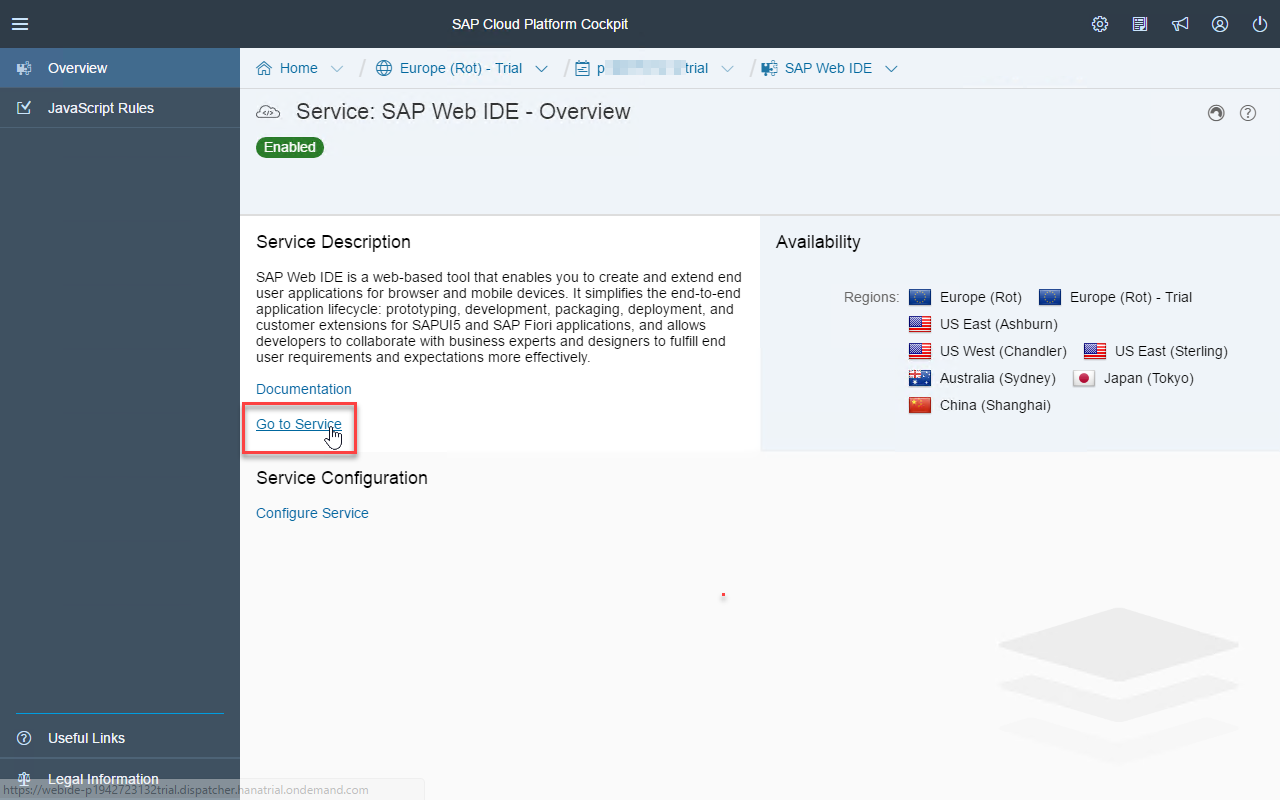 SAP Cloud Platform Cockpit
Overview
JavaScript Rules
Home
Europe (Rot) - Trial
p trial
SAP Web IDE
Service: SAP Web IDE - Overview
Enabled
Service Description
SAP Web IDE is a web-based tool that enables you to create and extend end
user applications for browser and mobile devices. It simplifies the end-to-end
application lifecycle: prototyping, development, packaging, deployment, and
customer extensions for SAPUI5 and SAP Fiori applications, and allows
developers to collaborate with business experts and designers to fulfill end
user requirements and expectations more effectively.
Documentation
Go to Service
Availability
Regions: Europe (Rot) Europe (Rot) - Trial
US East (Ashburn)
US West (Chandler) US East (Sterling)
Australia (Sydney) Japan (Tokyo)
China (Shanghai)
Service Configuration
Configure Service
Useful Links
Legal Information
https://webide-p1942723132trial.dispatcher.hanatrial.ondemand.com